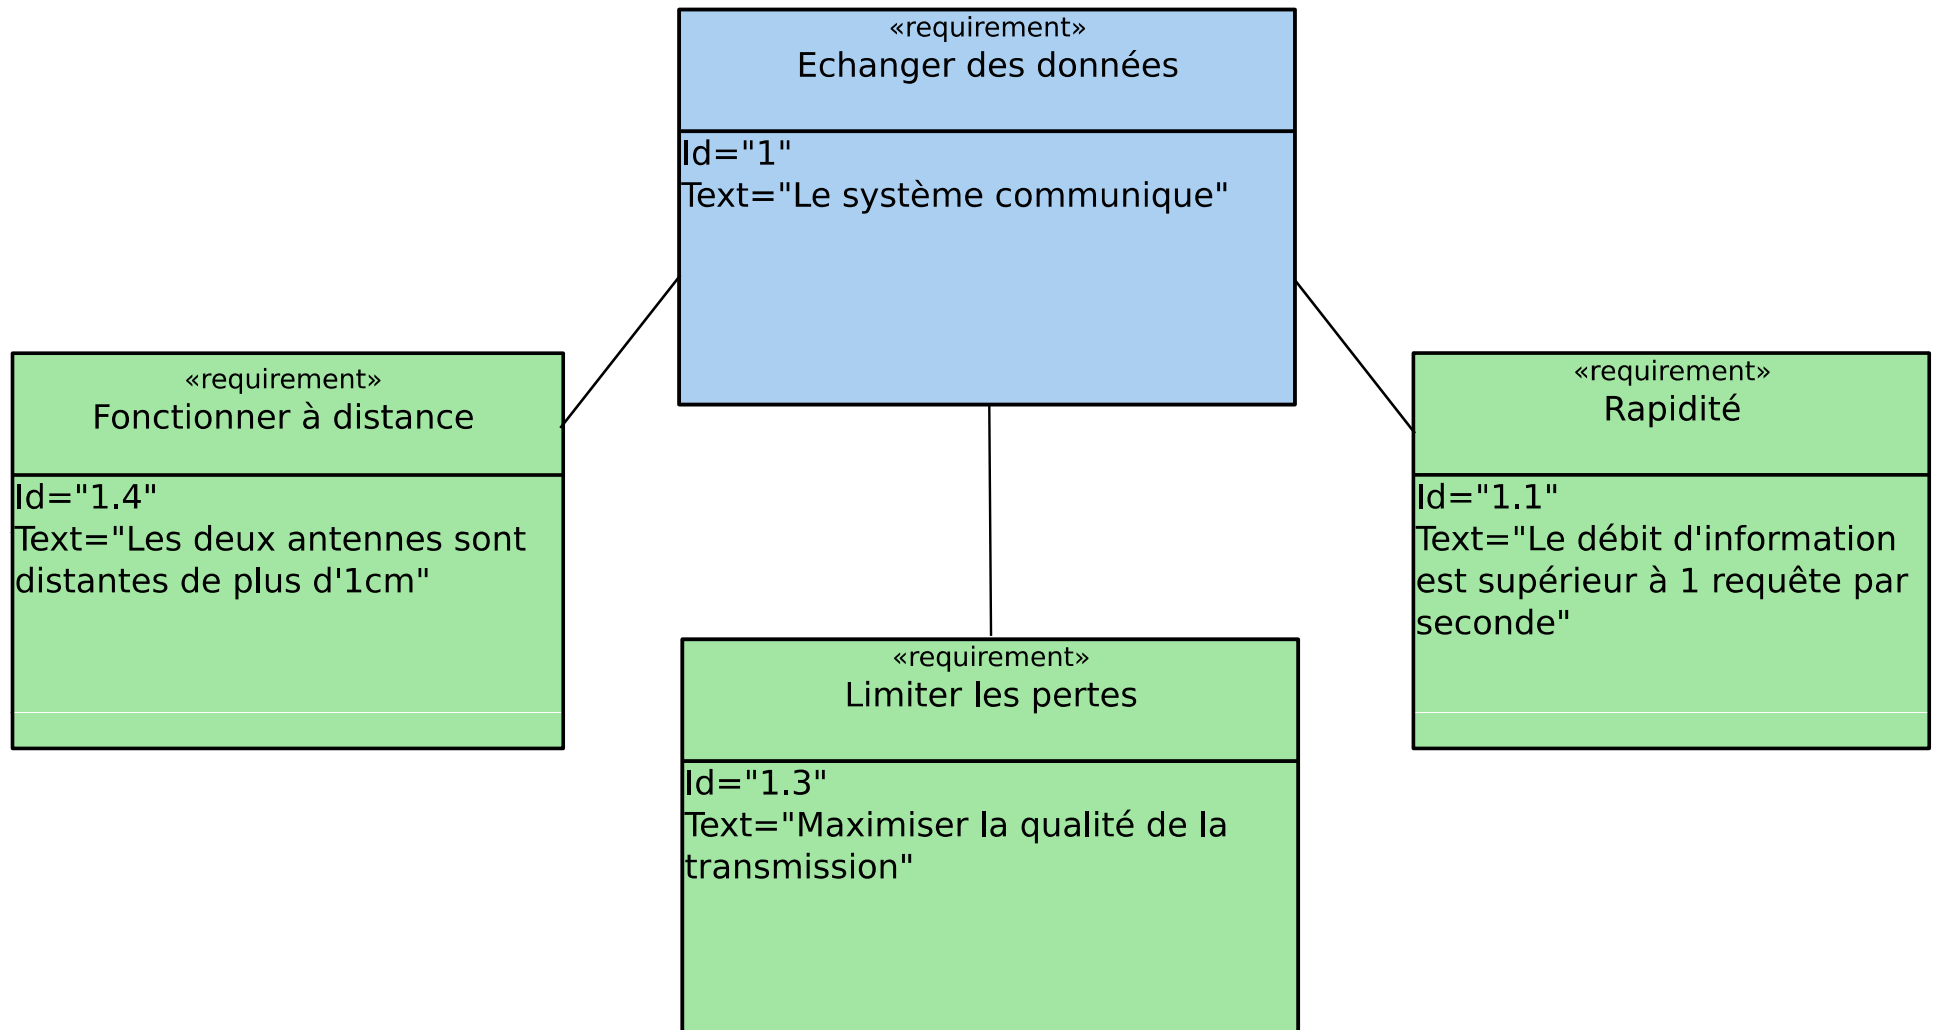 «requirement»
Echanger des données
Id="1"
Text="Le système communique"
«requirement»
Fonctionner à distance
Id="1.4"
Text="Les deux antennes sont
distantes de plus d'1cm"
«requirement»
Limiter les pertes
Id="1.3"
Text="Maximiser la qualité de la
transmission"
«requirement»
Rapidité
Id="1.1"
Text="Le débit d'information
est supérieur à 1 requête par
seconde"